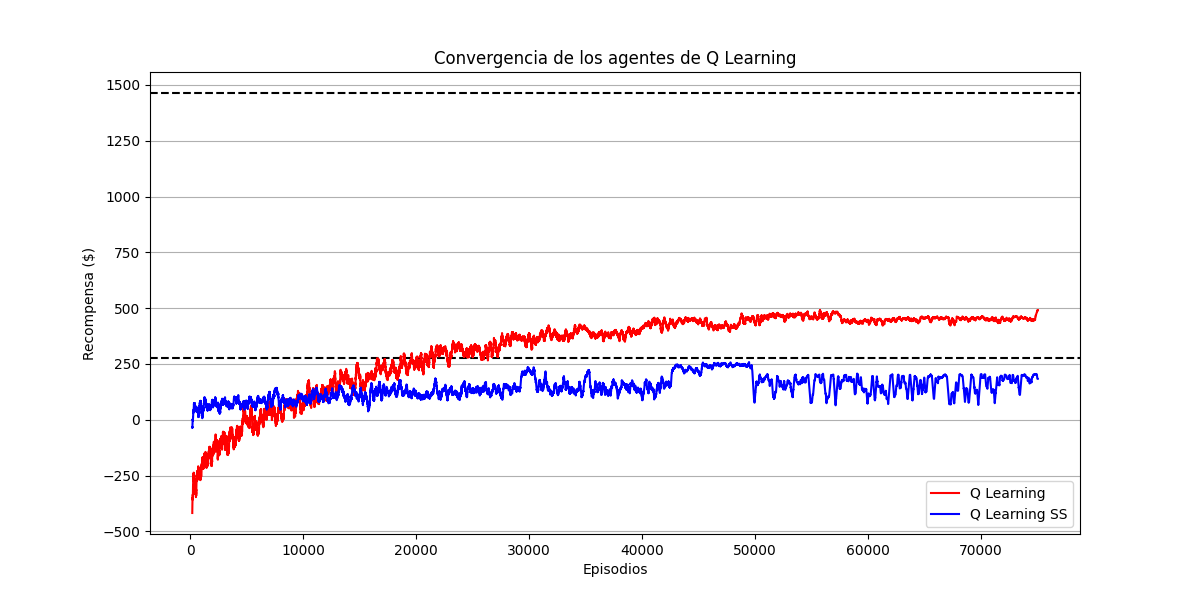 Convergencia de los agentes de Q Learning
Recompensa ($)
1500
1250
1000
750
500
250
0
−250
−500
0 10000 20000 30000 40000 50000 60000 70000
Episodios
Q Learning
Q Learning SS